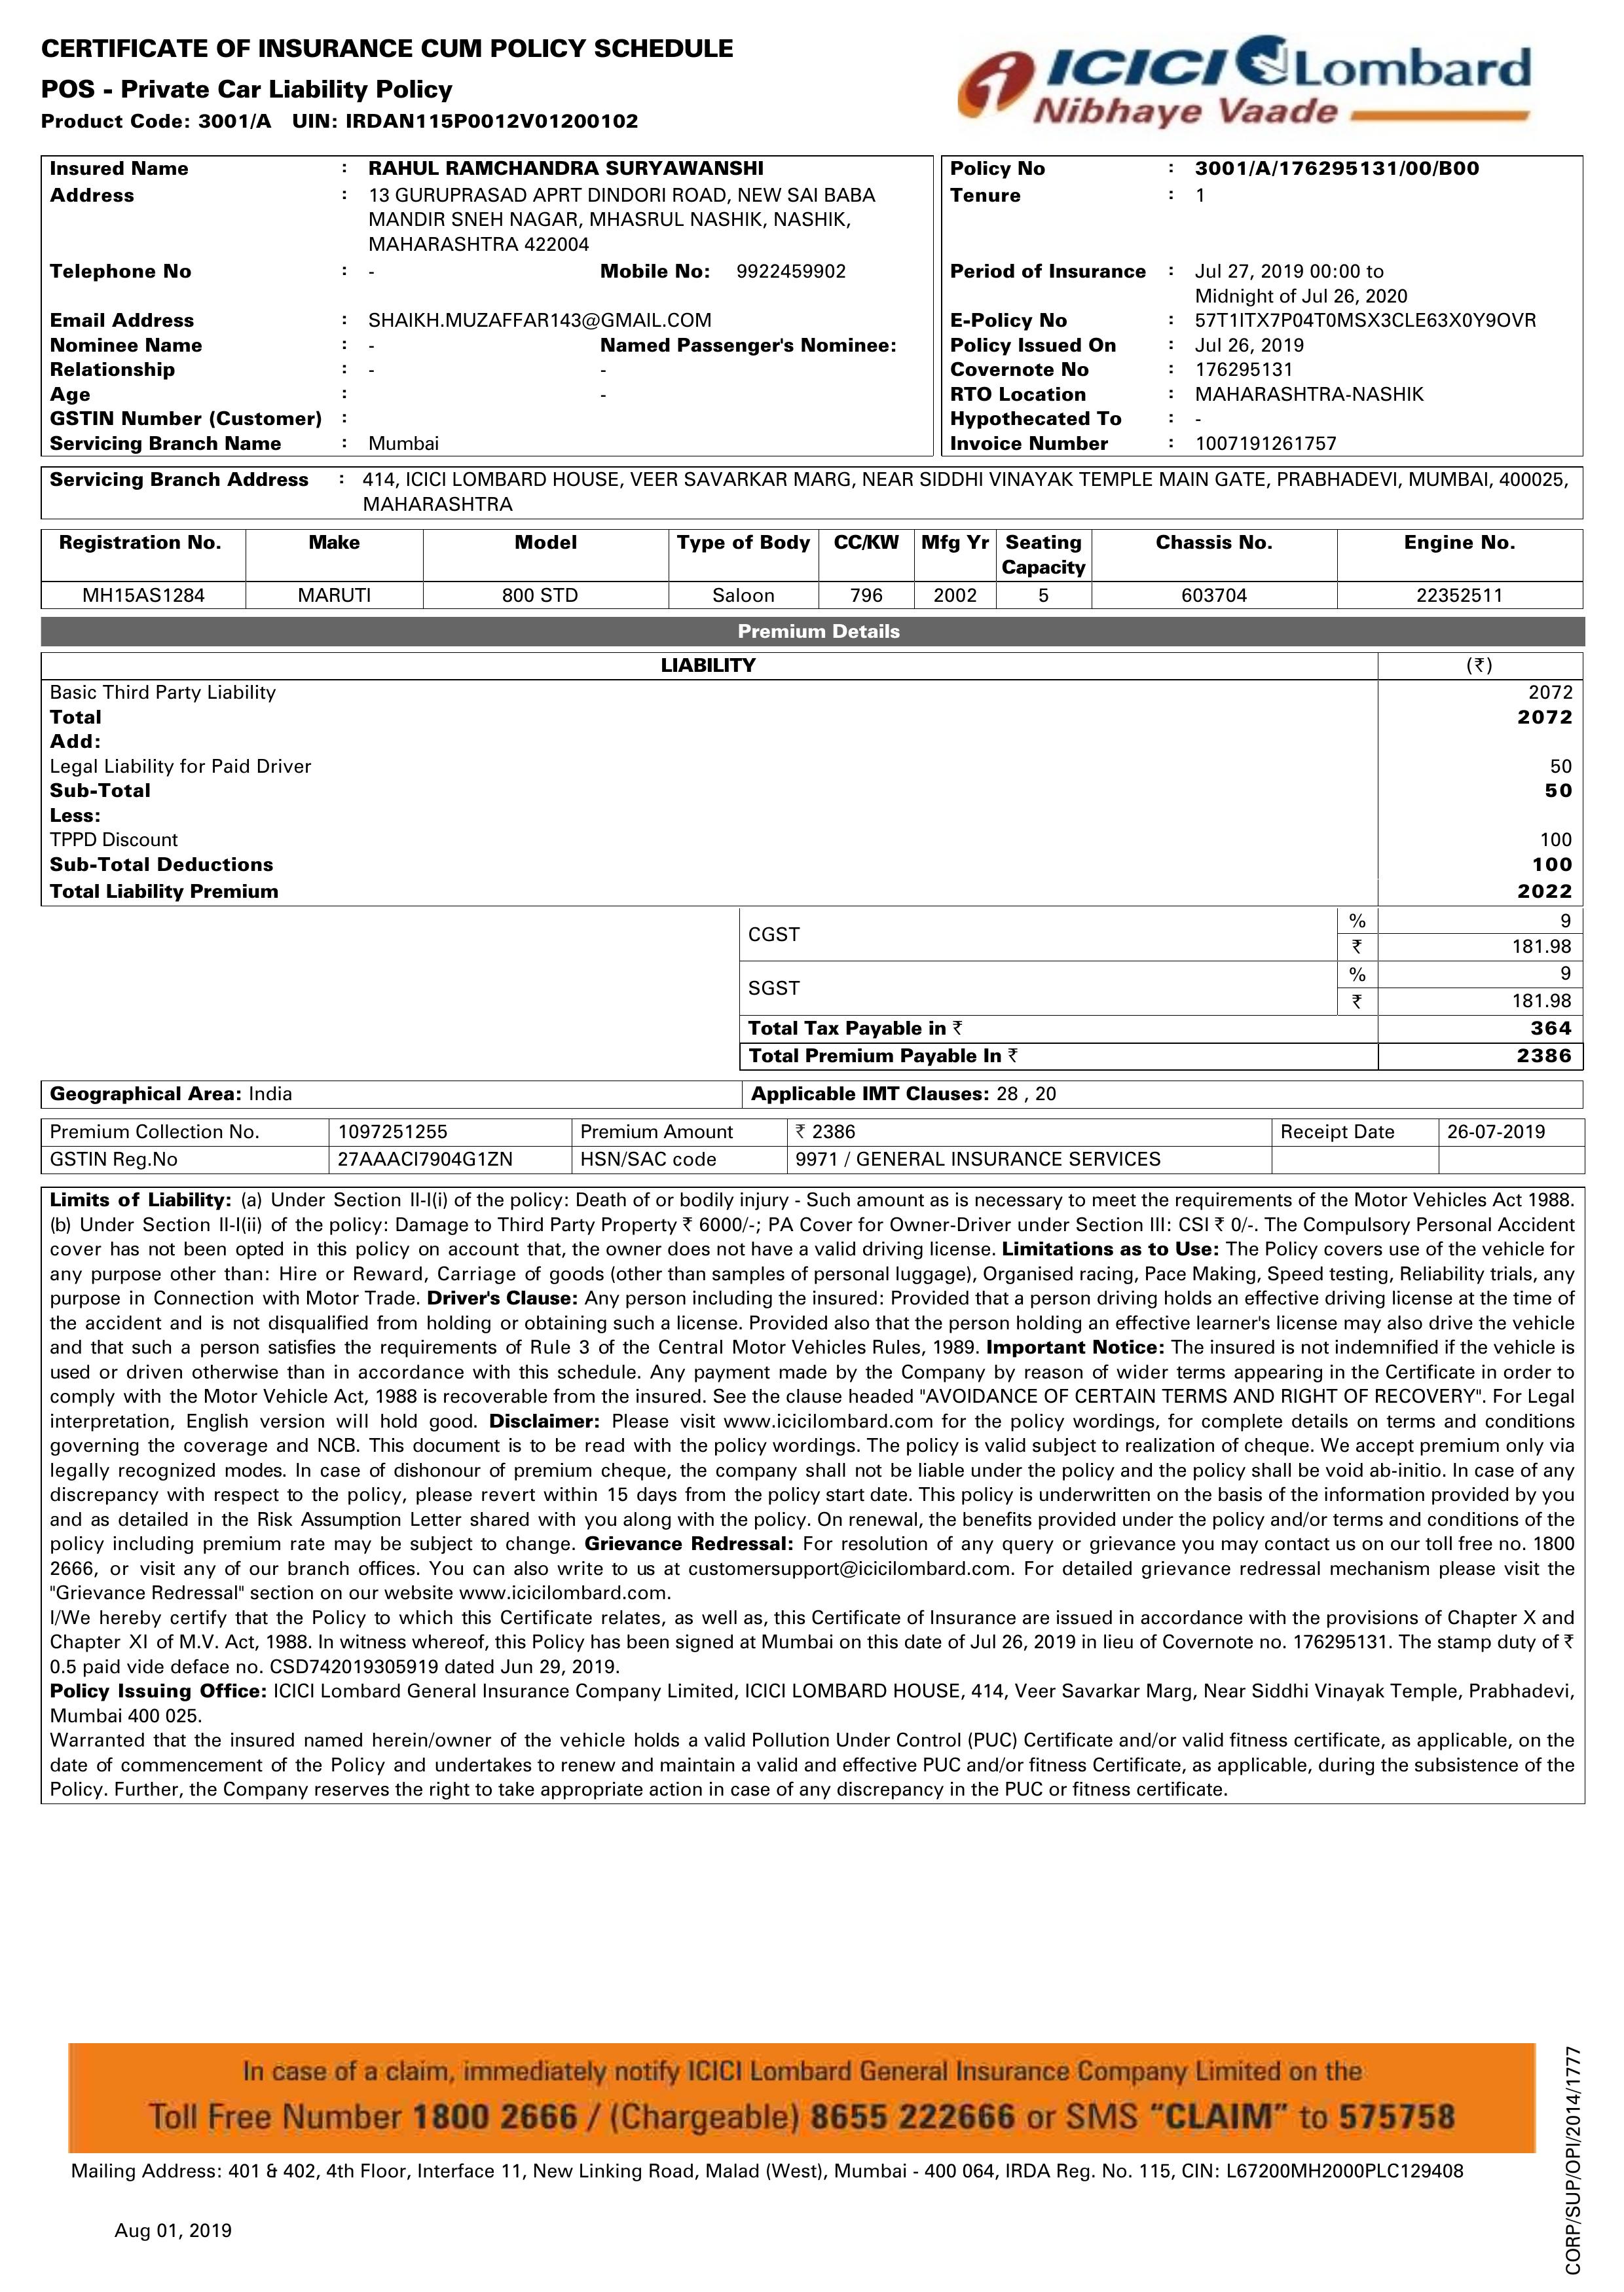 CERTIFICATE OF INSURANCE CUM POLICY SCHEDULE
POS - Private Car Liability Policy
Product Code: 3001/A UIN: IRDAN115P0012V01200102
ICICI Lombard
Nibhaye Vaade
Insured Name : RAHUL RAMCHANDRA SURYAWANSHI
Address : 13 GURUPRASAD APRT DINDORI ROAD, NEW SAI BABA
MANDIR SNEH NAGAR, MHASRUL NASHIK, NASHIK,
MAHARASHTRA 422004
Telephone No : - Mobile No: 9922459902
Email Address : SHAIKH.MUZAFFAR143@GMAIL.COM
Nominee Name : - Named Passenger's Nominee:
Relationship : - -
Age : -
GSTIN Number (Customer) :
Servicing Branch Name : Mumbai
Policy No : 3001/A/176295131/00/B00
Tenure : 1
Period of Insurance : Jul 27, 2019 00:00 to
Midnight of Jul 26, 2020
E-Policy No : 57T1ITX7P04T0MSX3CLE63X0Y9OVR
Policy Issued On : Jul 26, 2019
Covernote No : 176295131
RTO Location : MAHARASHTRA-NASHIK
Hypothecated To : -
Invoice Number : 1007191261757
Servicing Branch Address : 414, ICICI LOMBARD HOUSE, VEER SAVARKAR MARG, NEAR SIDDHI VINAYAK TEMPLE MAIN GATE, PRABHADEVI, MUMBAI, 400025,
MAHARASHTRA
Registration No. Make Model Type of Body CC/KW Mfg Yr Seating Capacity Chassis No. Engine No.
MH15AS1284 MARUTI 800 STD Saloon 796 2002 5 603704 22352511
Premium Details
LIABILITY (₹)
Basic Third Party Liability 2072
Total 2072
Add:
Legal Liability for Paid Driver 50
Sub-Total 50
Less:
TPPD Discount 100
Sub-Total Deductions 100
Total Liability Premium 2022
CGST % 9
₹ 181.98
SGST % 9
₹ 181.98
Total Tax Payable in ₹ 364
Total Premium Payable In ₹ 2386
Geographical Area: India Applicable IMT Clauses: 28 , 20
Premium Collection No. 1097251255 Premium Amount ₹ 2386 Receipt Date 26-07-2019
GSTIN Reg.No 27AAACI7904G1ZN HSN/SAC code 9971 / GENERAL INSURANCE SERVICES
Limits of Liability: (a) Under Section II-I(i) of the policy: Death of or bodily injury - Such amount as is necessary to meet the requirements of the Motor Vehicles Act 1988.
(b) Under Section II-I(ii) of the policy: Damage to Third Party Property ₹ 6000/-; PA Cover for Owner-Driver under Section III: CSI ₹ 0/-. The Compulsory Personal Accident
cover has not been opted in this policy on account that, the owner does not have a valid driving license. Limitations as to Use: The Policy covers use of the vehicle for
any purpose other than: Hire or Reward, Carriage of goods (other than samples of personal luggage), Organised racing, Pace Making, Speed testing, Reliability trials, any
purpose in Connection with Motor Trade. Driver's Clause: Any person including the insured: Provided that a person driving holds an effective driving license at the time of
the accident and is not disqualified from holding or obtaining such a license. Provided also that the person holding an effective learner's license may also drive the vehicle
and that such a person satisfies the requirements of Rule 3 of the Central Motor Vehicles Rules, 1989. Important Notice: The insured is not indemnified if the vehicle is
used or driven otherwise than in accordance with this schedule. Any payment made by the Company by reason of wider terms appearing in the Certificate in order to
comply with the Motor Vehicle Act, 1988 is recoverable from the insured. See the clause headed "AVOIDANCE OF CERTAIN TERMS AND RIGHT OF RECOVERY". For Legal
interpretation, English version will hold good. Disclaimer: Please visit www.icicilombard.com for the policy wordings, for complete details on terms and conditions
governing the coverage and NCB. This document is to be read with the policy wordings. The policy is valid subject to realization of cheque. We accept premium only via
legally recognized modes. In case of dishonour of premium cheque, the company shall not be liable under the policy and the policy shall be void ab-initio. In case of any
discrepancy with respect to the policy, please revert within 15 days from the policy start date. This policy is underwritten on the basis of the information provided by you
and as detailed in the Risk Assumption Letter shared with you along with the policy. On renewal, the benefits provided under the policy and/or terms and conditions of the
policy including premium rate may be subject to change. Grievance Redressal: For resolution of any query or grievance you may contact us on our toll free no. 1800
2666, or visit any of our branch offices. You can also write to us at customersupport@icicilombard.com. For detailed grievance redressal mechanism please visit the
"Grievance Redressal" section on our website www.icicilombard.com.
I/We hereby certify that the Policy to which this Certificate relates, as well as, this Certificate of Insurance are issued in accordance with the provisions of Chapter X and
Chapter XI of M.V. Act, 1988. In witness whereof, this Policy has been signed at Mumbai on this date of Jul 26, 2019 in lieu of Covernote no. 176295131. The stamp duty of ₹
0.5 paid vide deface no. CSD742019305919 dated Jun 29, 2019.
Policy Issuing Office: ICICI Lombard General Insurance Company Limited, ICICI LOMBARD HOUSE, 414, Veer Savarkar Marg, Near Siddhi Vinayak Temple, Prabhadevi,
Mumbai 400 025.
Warranted that the insured named herein/owner of the vehicle holds a valid Pollution Under Control (PUC) Certificate and/or valid fitness certificate, as applicable, on the
date of commencement of the Policy and undertakes to renew and maintain a valid and effective PUC and/or fitness Certificate, as applicable, during the subsistence of the
Policy. Further, the Company reserves the right to take appropriate action in case of any discrepancy in the PUC or fitness certificate.
In case of a claim, immediately notify ICICI Lombard General Insurance Company Limited on the
Toll Free Number 1800 2666 / (Chargeable) 8655 222666 or SMS “CLAIM” to 575758
Mailing Address: 401 & 402, 4th Floor, Interface 11, New Linking Road, Malad (West), Mumbai - 400 064, IRDA Reg. No. 115, CIN: L67200MH2000PLC129408
Aug 01, 2019
CORP/SUP/OPI/2014/1777